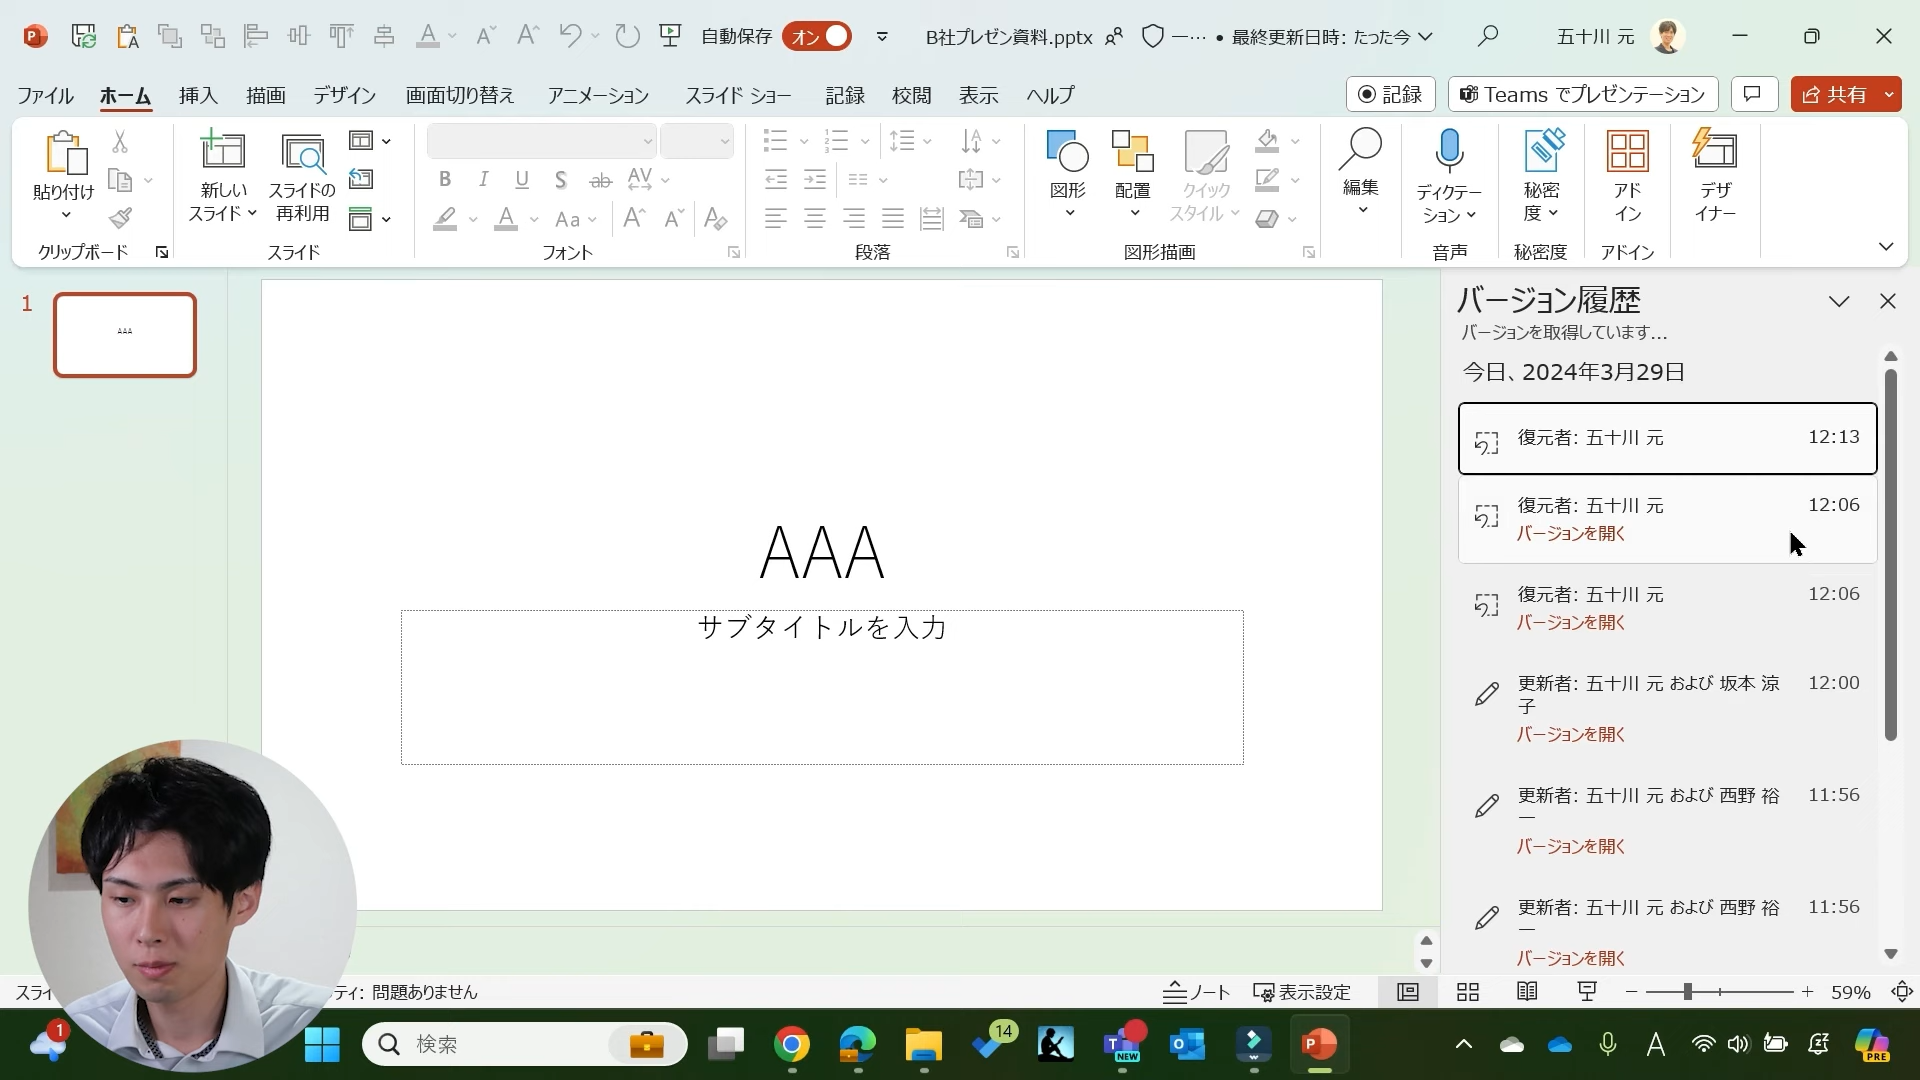 自動保存 オン B社プレゼン資料.pptx 一… • 最終更新日時: たった今 五十川 元
ファイル ホーム 挿入 描画 デザイン 画面切り替え アニメーション スライド ショー 記録 校閲 表示 ヘルプ 記録 Teams でプレゼンテーション 共有
貼り付け
新しい
スライド
スライドの
再利用
図形
配置
クイック
スタイル
編集
ディクテー
ション
秘密
度
アド
イン
デザ
イナー
クリップボード スライド フォント 段落 図形描画 音声 秘密度 アドイン
1
AAA
AAA
サブタイトルを入力
バージョン履歴
バージョンを取得しています...
今日、2024年3月29日
復元者: 五十川 元 12:13
復元者: 五十川 元 12:06
バージョンを開く
復元者: 五十川 元 12:06
バージョンを開く
更新者: 五十川 元 および 坂本 涼 12:00
子
バージョンを開く
更新者: 五十川 元 および 西野 裕 11:56
一
バージョンを開く
更新者: 五十川 元 および 西野 裕 11:56
一
バージョンを開く
スライ ティ: 問題ありません ノート 表示設定 59%
1 検索 14 NEW A PRE